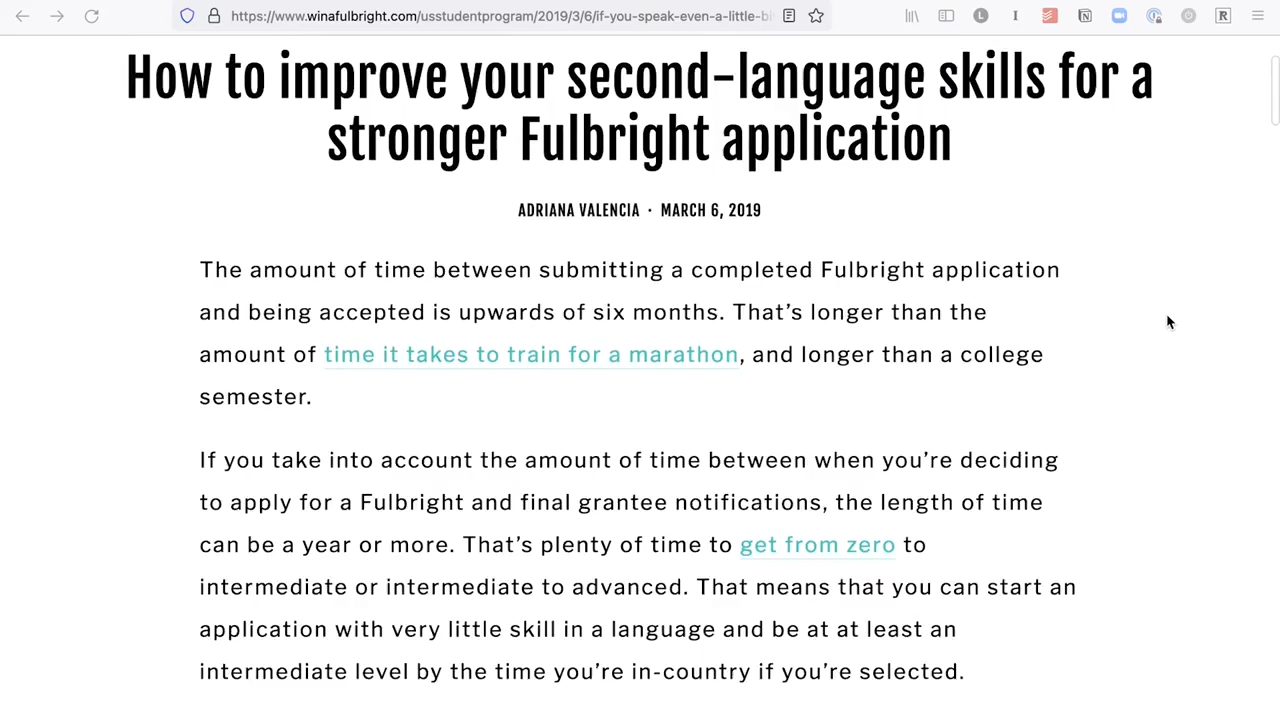 https://www.winafulbright.com/usstudentprogram/2019/3/6/if-you-speak-even-a-little-bi
How to improve your second-language skills for a
stronger Fulbright application
ADRIANA VALENCIA · MARCH 6, 2019
The amount of time between submitting a completed Fulbright application
and being accepted is upwards of six months. That’s longer than the
amount of time it takes to train for a marathon, and longer than a college
semester.
If you take into account the amount of time between when you’re deciding
to apply for a Fulbright and final grantee notifications, the length of time
can be a year or more. That’s plenty of time to get from zero to
intermediate or intermediate to advanced. That means that you can start an
application with very little skill in a language and be at at least an
intermediate level by the time you’re in-country if you’re selected.